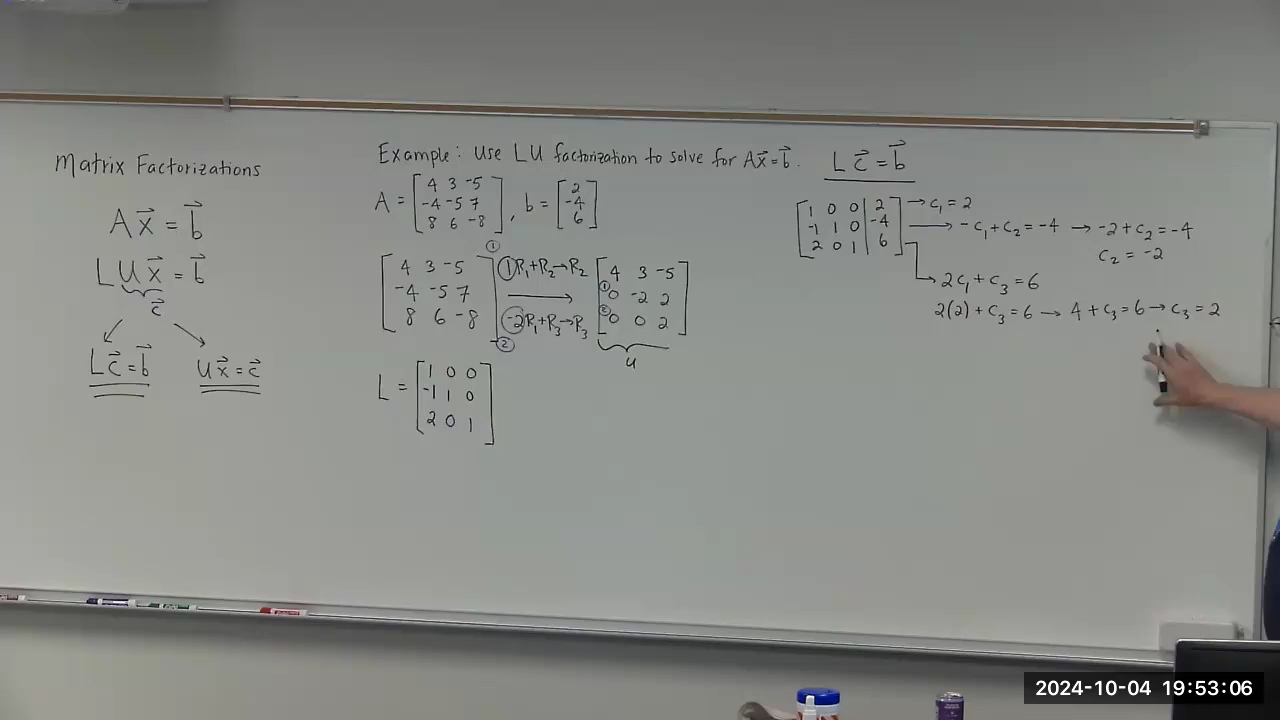 Matrix Factorizations
Ax⃗ = b⃗
LUx⃗ = b⃗
c⃗
Lc⃗ = b⃗
Ux⃗ = c⃗
Example: Use LU factorization to solve for Ax⃗ = b⃗.
A = [4 3 -5
-4 -5 7
8 6 -8], b = [2
-4
6]
[4 3 -5
-4 -5 7
8 6 -8]
①
②
①R₁+R₂→R₂
-2R₁+R₃→R₃
[4 3 -5
①0 -2 2
②0 0 2]
U
L = [1 0 0
-1 1 0
2 0 1]
Lc⃗ = b⃗
[1 0 0 | 2] → c₁ = 2
[-1 1 0 | -4] → -c₁+c₂ = -4 → -2+c₂ = -4
c₂ = -2
[2 0 1 | 6]
→ 2c₁+c₃ = 6
2(2)+c₃ = 6 → 4+c₃ = 6 → c₃ = 2
2024-10-04 19:53:06